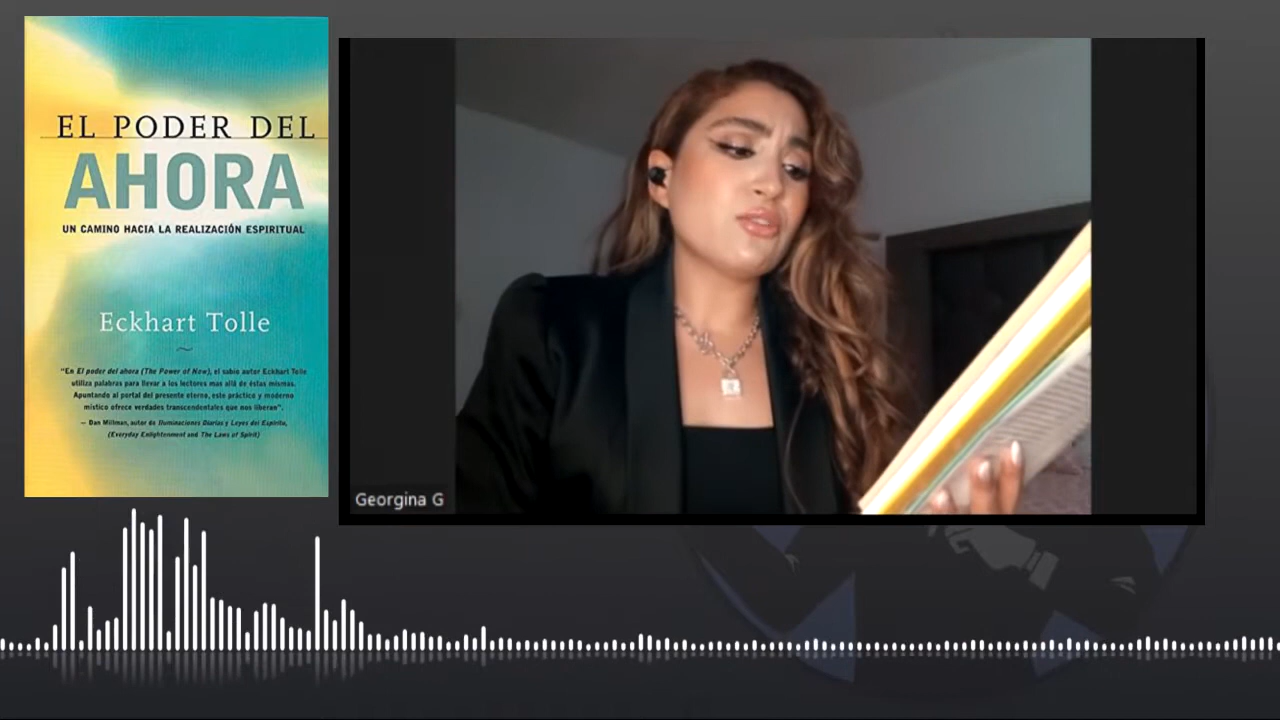 EL PODER DEL
AHORA
UN CAMINO HACIA LA REALIZACIÓN ESPIRITUAL
Eckhart Tolle
"En El poder del ahora (The Power of Now), el sabio autor Eckhart Tolle
utiliza palabras para llevar a los lectores mas allá de éstas mismas.
Apuntando al portal del presente eterno, este práctico y moderno
místico ofrece verdades transcendentales que nos liberan".
— Dan Millman, autor de Iluminaciones Diarias y Leyes del Espíritu,
(Everyday Enlightenment and The Laws of Spirit)
Georgina G